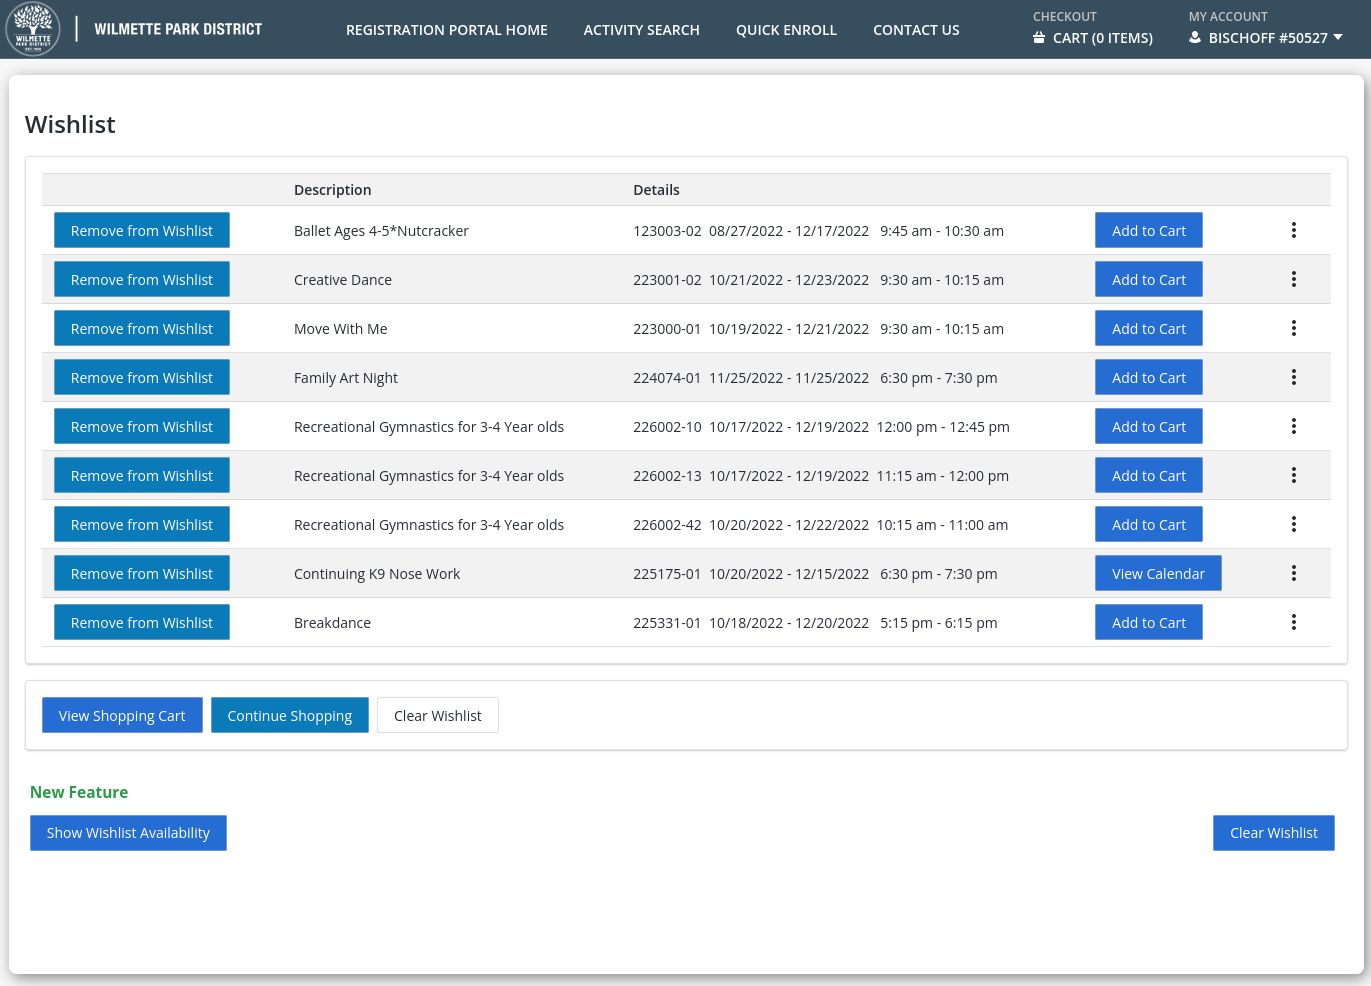 WILMETTE
PARK DISTRICT
WILMETTE PARK DISTRICT
REGISTRATION PORTAL HOME
ACTIVITY SEARCH
QUICK ENROLL
CONTACT US
CHECKOUT
CART (0 ITEMS)
MY ACCOUNT
BISCHOFF #50527
Wishlist
Description Details
Remove from Wishlist Ballet Ages 4-5*Nutcracker 123003-02 08/27/2022 - 12/17/2022 9:45 am - 10:30 am Add to Cart
Remove from Wishlist Creative Dance 223001-02 10/21/2022 - 12/23/2022 9:30 am - 10:15 am Add to Cart
Remove from Wishlist Move With Me 223000-01 10/19/2022 - 12/21/2022 9:30 am - 10:15 am Add to Cart
Remove from Wishlist Family Art Night 224074-01 11/25/2022 - 11/25/2022 6:30 pm - 7:30 pm Add to Cart
Remove from Wishlist Recreational Gymnastics for 3-4 Year olds 226002-10 10/17/2022 - 12/19/2022 12:00 pm - 12:45 pm Add to Cart
Remove from Wishlist Recreational Gymnastics for 3-4 Year olds 226002-13 10/17/2022 - 12/19/2022 11:15 am - 12:00 pm Add to Cart
Remove from Wishlist Recreational Gymnastics for 3-4 Year olds 226002-42 10/20/2022 - 12/22/2022 10:15 am - 11:00 am Add to Cart
Remove from Wishlist Continuing K9 Nose Work 225175-01 10/20/2022 - 12/15/2022 6:30 pm - 7:30 pm View Calendar
Remove from Wishlist Breakdance 225331-01 10/18/2022 - 12/20/2022 5:15 pm - 6:15 pm Add to Cart
View Shopping Cart Continue Shopping Clear Wishlist
New Feature
Show Wishlist Availability Clear Wishlist